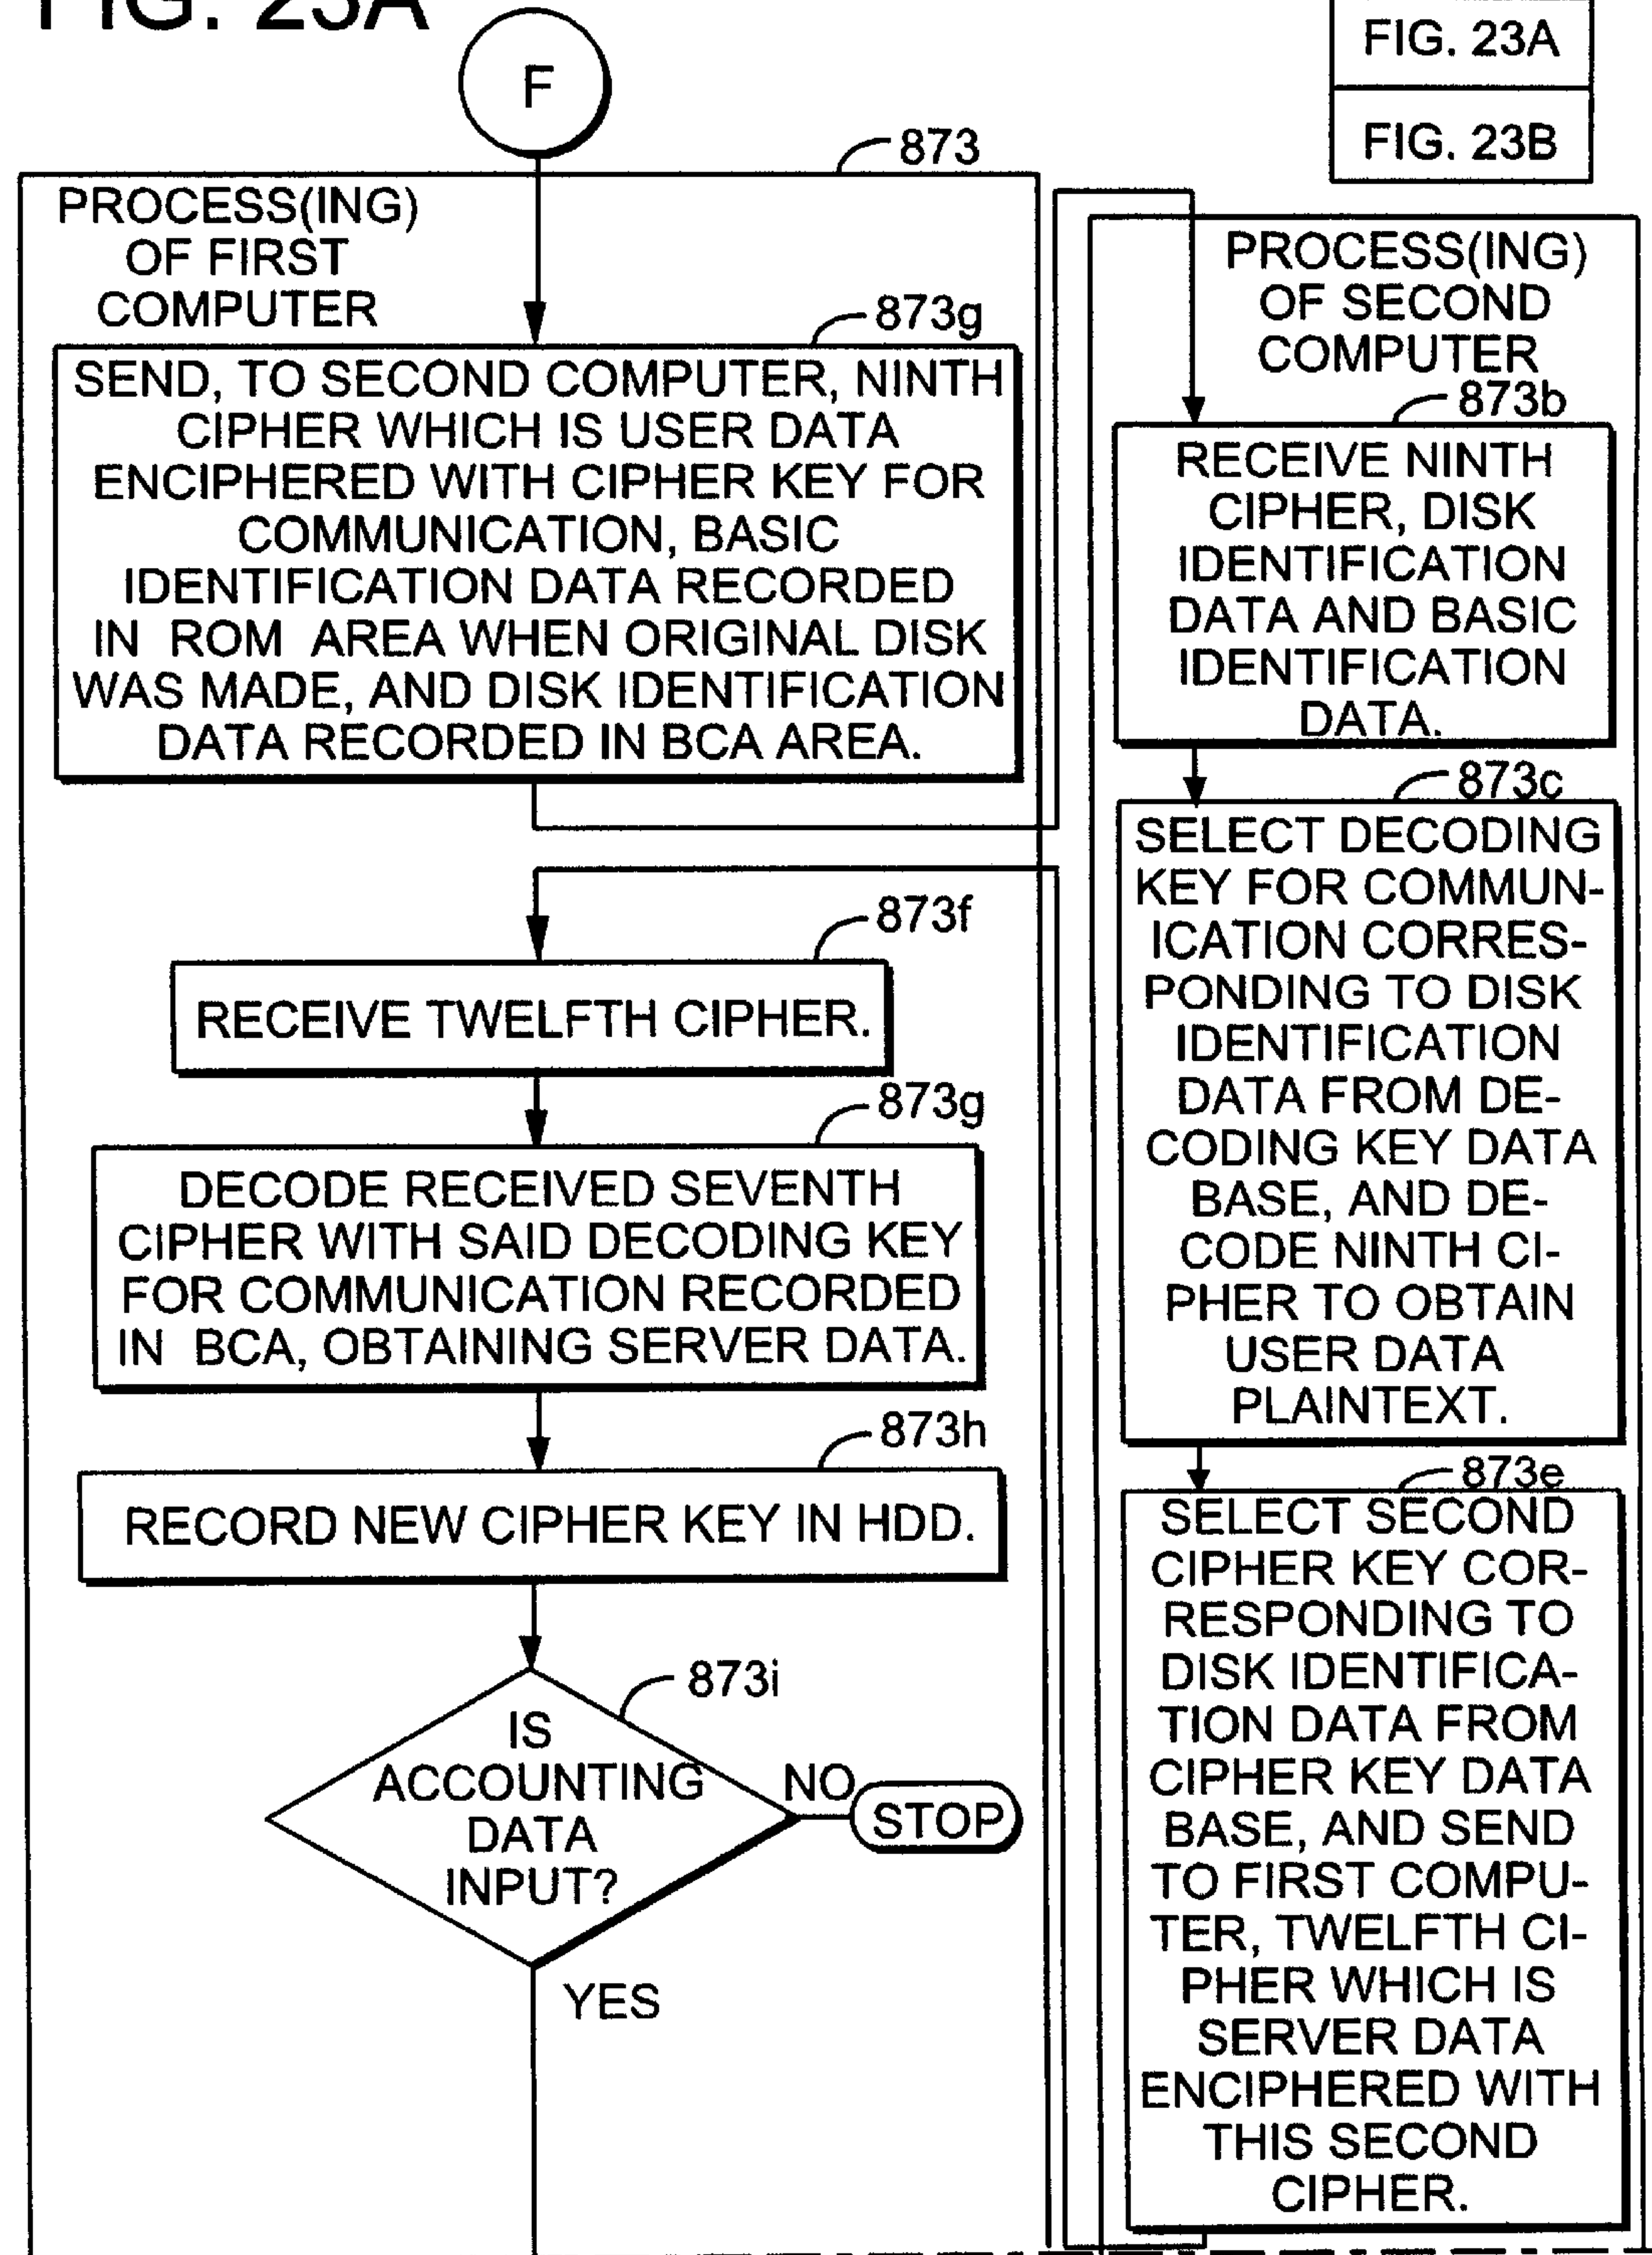 FIG. 23A
FIG. 23A
FIG. 23B
F
873
PROCESS(ING)
OF FIRST
COMPUTER
873g
SEND, TO SECOND COMPUTER, NINTH
CIPHER WHICH IS USER DATA
ENCIPHERED WITH CIPHER KEY FOR
COMMUNICATION, BASIC
IDENTIFICATION DATA RECORDED
IN ROM AREA WHEN ORIGINAL DISK
WAS MADE, AND DISK IDENTIFICATION
DATA RECORDED IN BCA AREA.
873f
RECEIVE TWELFTH CIPHER.
873g
DECODE RECEIVED SEVENTH
CIPHER WITH SAID DECODING KEY
FOR COMMUNICATION RECORDED
IN BCA, OBTAINING SERVER DATA.
873h
RECORD NEW CIPHER KEY IN HDD.
873i
IS
ACCOUNTING
DATA
INPUT?
NO
STOP
YES
PROCESS(ING)
OF SECOND
COMPUTER
873b
RECEIVE NINTH
CIPHER, DISK
IDENTIFICATION
DATA AND BASIC
IDENTIFICATION
DATA.
873c
SELECT DECODING
KEY FOR COMMUN-
ICATION CORRES-
PONDING TO DISK
IDENTIFICATION
DATA FROM DE-
CODING KEY DATA
BASE, AND DE-
CODE NINTH CI-
PHER TO OBTAIN
USER DATA
PLAINTEXT.
873e
SELECT SECOND
CIPHER KEY COR-
RESPONDING TO
DISK IDENTIFICA-
TION DATA FROM
CIPHER KEY DATA
BASE, AND SEND
TO FIRST COMPU-
TER, TWELFTH CI-
PHER WHICH IS
SERVER DATA
ENCIPHERED WITH
THIS SECOND
CIPHER.